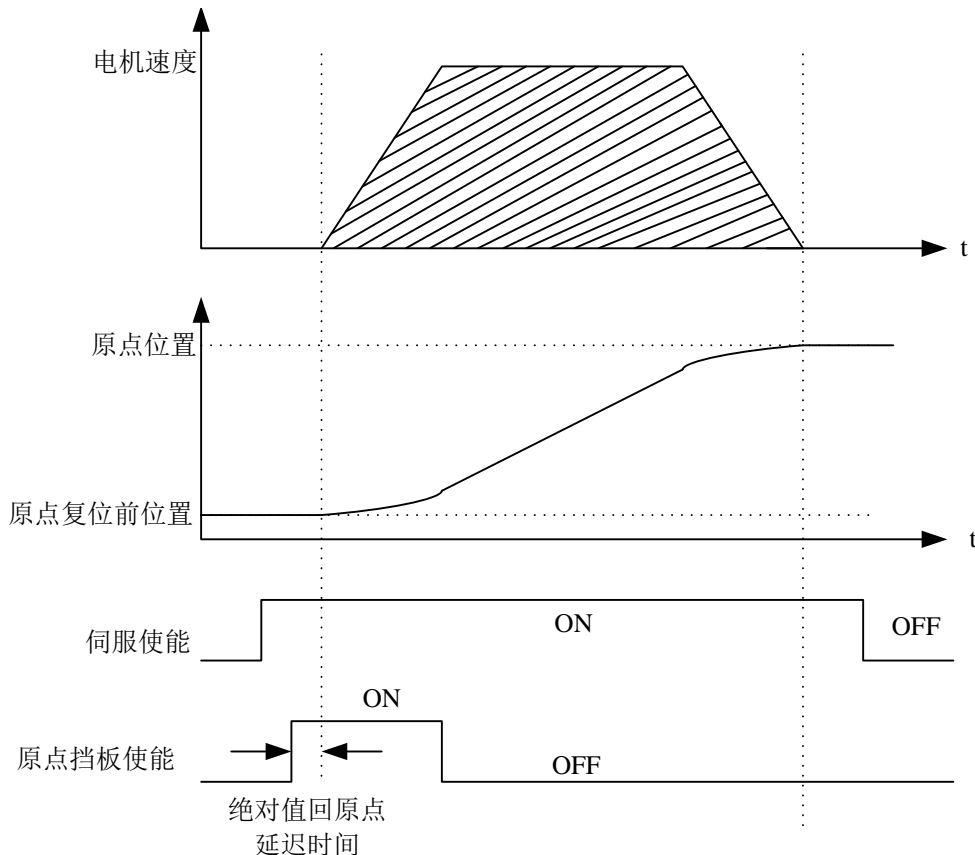 电机速度
t
原点位置
原点复位前位置
t
伺服使能
ON
OFF
ON
原点挡板使能
OFF
绝对值回原点
延迟时间